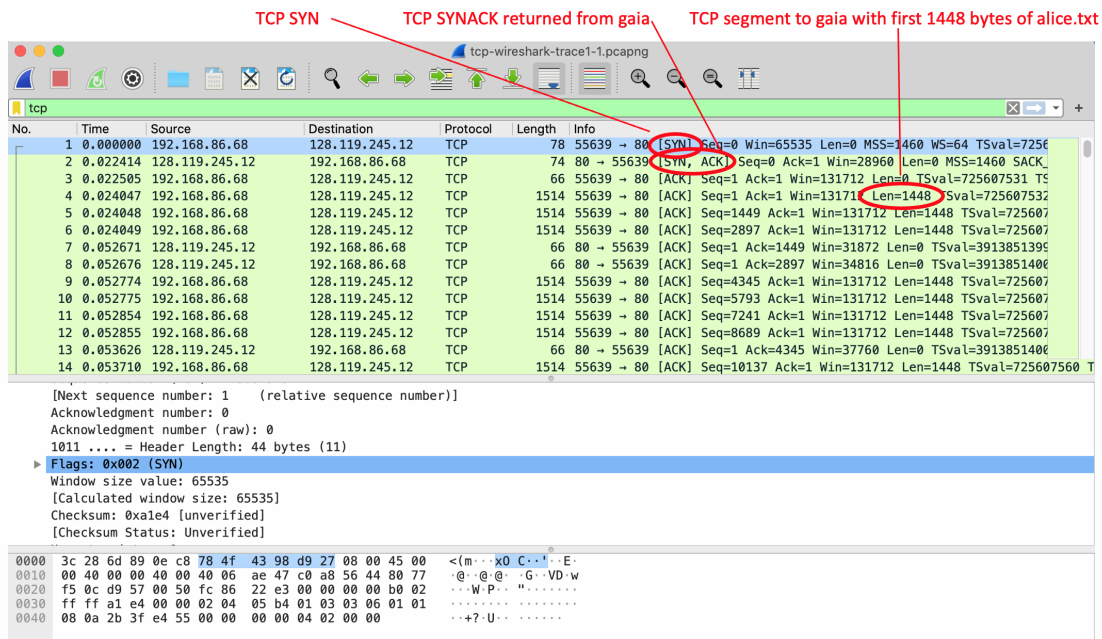 TCP SYN TCP SYNACK returned from gaia TCP segment to gaia with first 1448 bytes of alice.txt
tcp-wireshark-trace1-1.pcapng
tcp
No. Time Source Destination Protocol Length Info
1 0.000000 192.168.86.68 128.119.245.12 TCP 78 55639 → 80 [SYN] Seq=0 Win=65535 Len=0 MSS=1460 WS=64 TSval=7256
2 0.022414 128.119.245.12 192.168.86.68 TCP 74 80 → 55639 [SYN, ACK] Seq=0 Ack=1 Win=28960 Len=0 MSS=1460 SACK_
3 0.022505 192.168.86.68 128.119.245.12 TCP 66 55639 → 80 [ACK] Seq=1 Ack=1 Win=131712 Len=0 TSval=725607531 TS
4 0.024047 192.168.86.68 128.119.245.12 TCP 1514 55639 → 80 [ACK] Seq=1 Ack=1 Win=131712 Len=1448 TSval=725607532
5 0.024048 192.168.86.68 128.119.245.12 TCP 1514 55639 → 80 [ACK] Seq=1449 Ack=1 Win=131712 Len=1448 TSval=725607
6 0.024049 192.168.86.68 128.119.245.12 TCP 1514 55639 → 80 [ACK] Seq=2897 Ack=1 Win=131712 Len=1448 TSval=725607
7 0.052671 128.119.245.12 192.168.86.68 TCP 66 80 → 55639 [ACK] Seq=1 Ack=1449 Win=31872 Len=0 TSval=3913851399
8 0.052676 128.119.245.12 192.168.86.68 TCP 66 80 → 55639 [ACK] Seq=1 Ack=2897 Win=34816 Len=0 TSval=3913851400
9 0.052774 192.168.86.68 128.119.245.12 TCP 1514 55639 → 80 [ACK] Seq=4345 Ack=1 Win=131712 Len=1448 TSval=725607
10 0.052775 192.168.86.68 128.119.245.12 TCP 1514 55639 → 80 [ACK] Seq=5793 Ack=1 Win=131712 Len=1448 TSval=725607
11 0.052854 192.168.86.68 128.119.245.12 TCP 1514 55639 → 80 [ACK] Seq=7241 Ack=1 Win=131712 Len=1448 TSval=725607
12 0.052855 192.168.86.68 128.119.245.12 TCP 1514 55639 → 80 [ACK] Seq=8689 Ack=1 Win=131712 Len=1448 TSval=725607
13 0.053626 128.119.245.12 192.168.86.68 TCP 66 80 → 55639 [ACK] Seq=1 Ack=4345 Win=37760 Len=0 TSval=3913851400
14 0.053710 192.168.86.68 128.119.245.12 TCP 1514 55639 → 80 [ACK] Seq=10137 Ack=1 Win=131712 Len=1448 TSval=725607560 T
[Next sequence number: 1 (relative sequence number)]
Acknowledgment number: 0
Acknowledgment number (raw): 0
1011 .... = Header Length: 44 bytes (11)
Flags: 0x002 (SYN)
Window size value: 65535
[Calculated window size: 65535]
Checksum: 0xa1e4 [unverified]
[Checksum Status: Unverified]
0000 3c 28 6d 89 0e c8 78 4f 43 98 d9 27 08 00 45 00 <(m···xO C··'··E·
0010 00 40 00 00 40 00 40 06 ae 47 c0 a8 56 44 80 77 ·@··@·@· ·G··VD·w
0020 f5 0c d9 57 00 50 fc 86 22 e3 00 00 00 00 b0 02 ···W·P·· "·······
0030 ff ff a1 e4 00 00 02 04 05 b4 01 03 03 06 01 01 ········ ········
0040 08 0a 2b 3f e4 55 00 00 00 00 04 02 00 00 ··+?·U·· ······